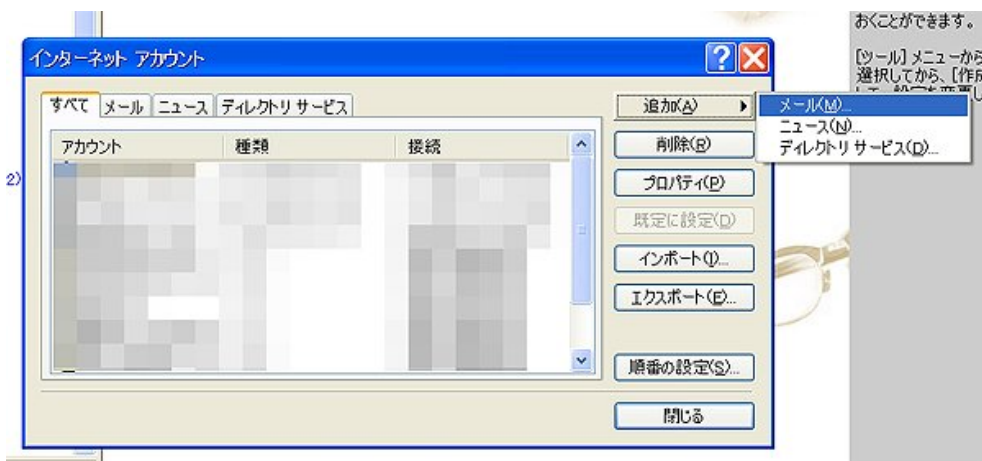 おくことができます。
[ツール] メニューから
選択してから、[作成
インターネット アカウント
すべて メール ニュース ディレクトリ サービス
アカウント 種類 接続
追加(A)
削除(R)
プロパティ(P)
既定に設定(D)
インポート(I)...
エクスポート(E)...
順番の設定(S)...
閉じる
メール(M)...
ニュース(N)...
ディレクトリ サービス(D)...
2)